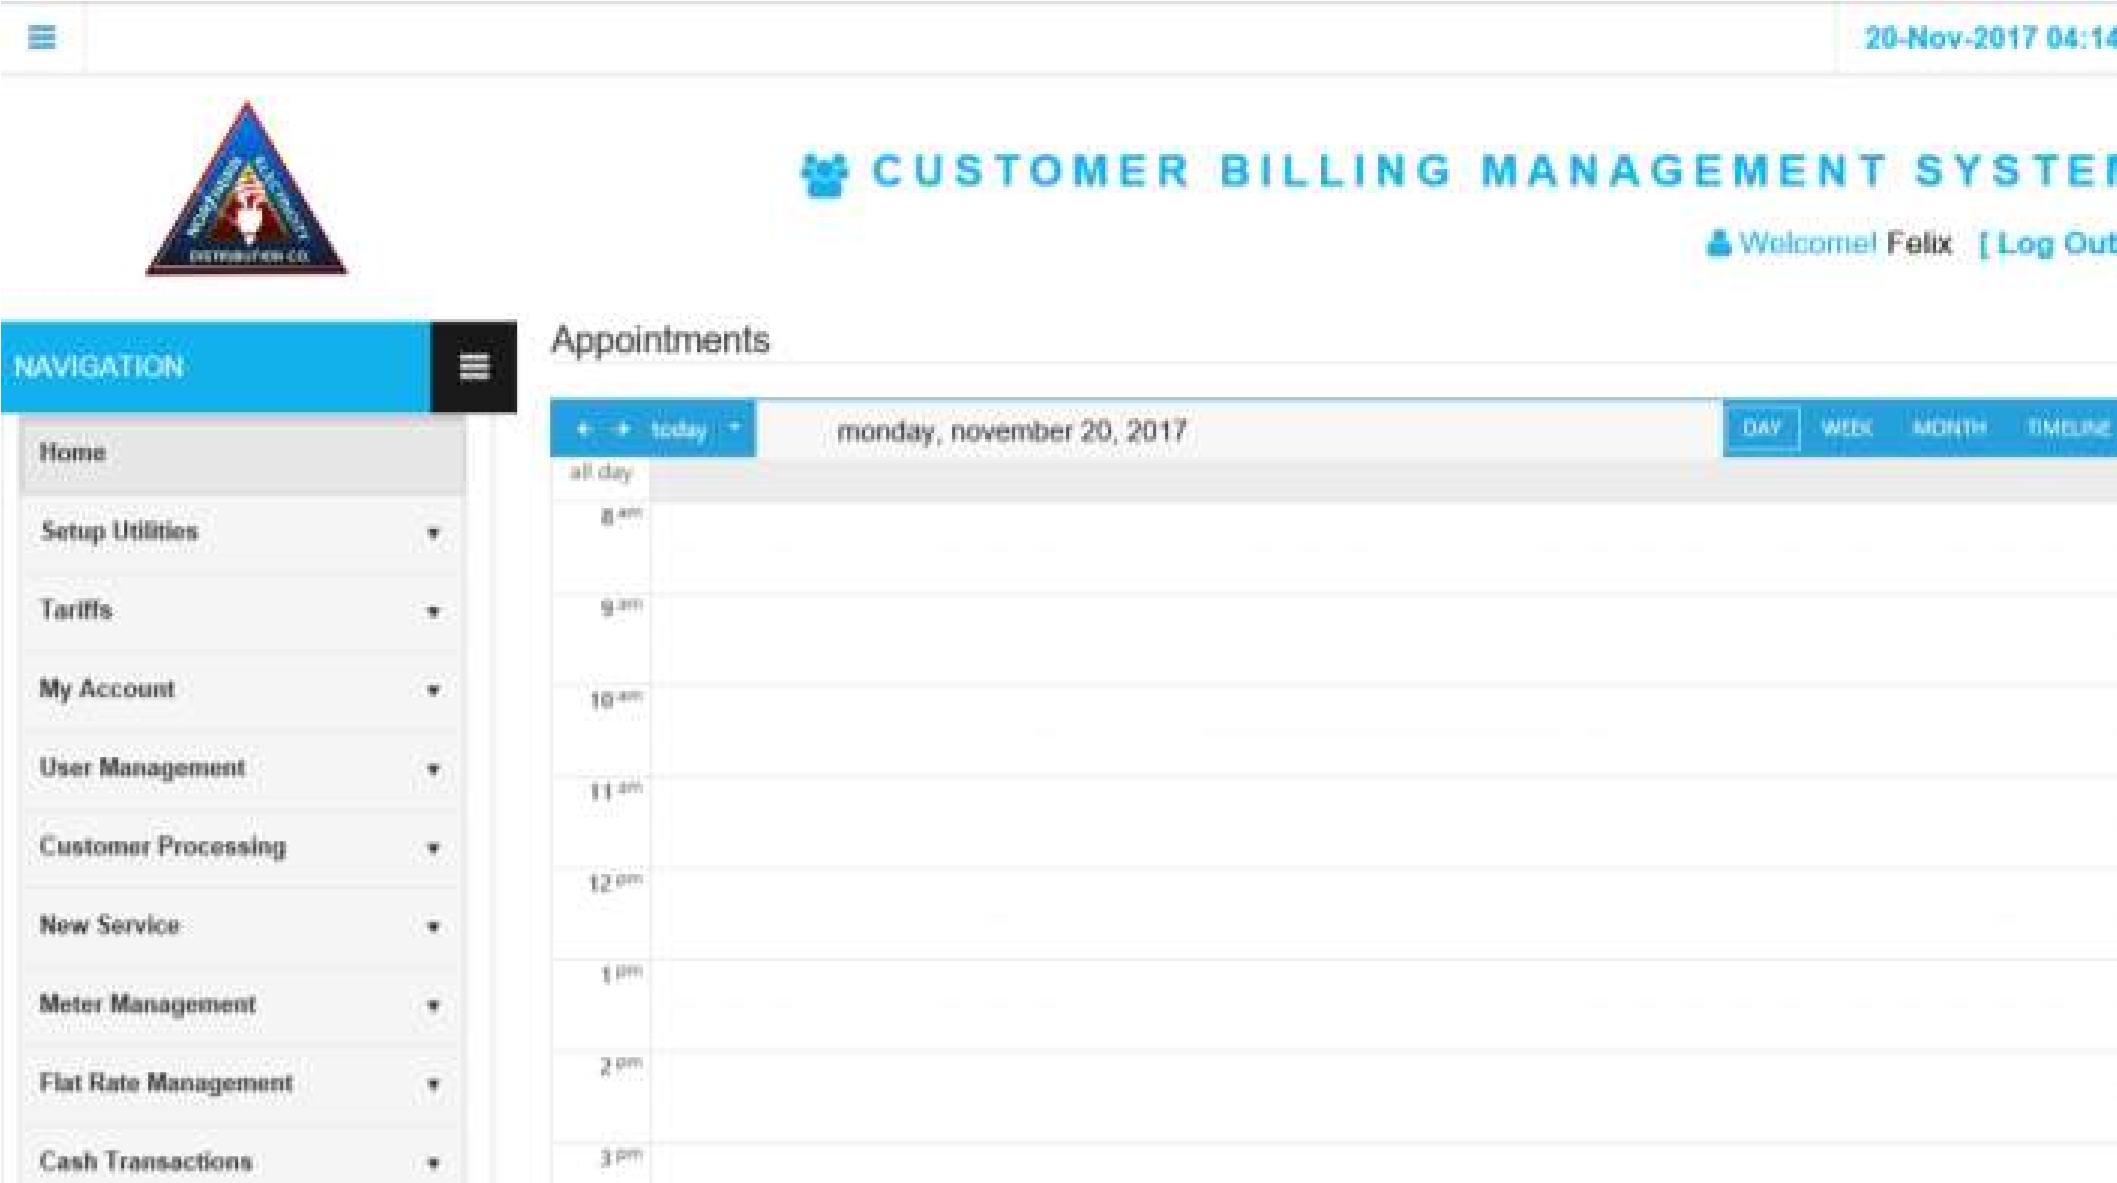 20-Nov-2017 04:14
NORTHERN ELECTRICITY
DISTRIBUTION CO.
CUSTOMER BILLING MANAGEMENT SYSTEM
Welcome! Felix [ Log Out
NAVIGATION
Appointments
today
monday, november 20, 2017
DAY WEEK MONTH TIMELINE
all day
Home
Setup Utilities
Tariffs
My Account
User Management
Customer Processing
New Service
Meter Management
Flat Rate Management
Cash Transactions
8 am
9 am
10 am
11 am
12 pm
1 pm
2 pm
3 pm